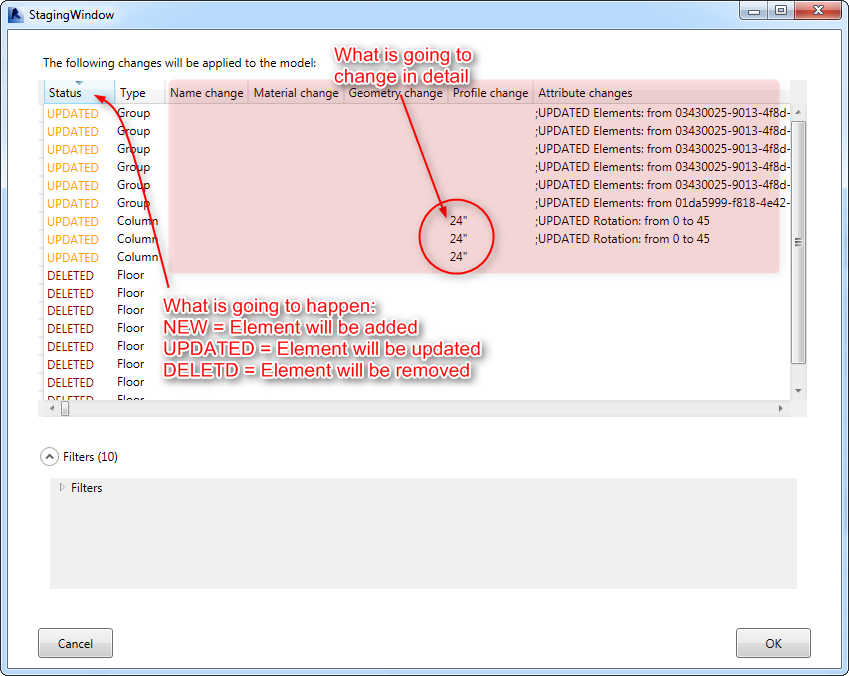 StagingWindow
The following changes will be applied to the model:
What is going to
change in detail
Status Type Name change Material change Geometry change Profile change Attribute changes
UPDATED Group ;UPDATED Elements: from 03430025-9013-4f8d-
UPDATED Group ;UPDATED Elements: from 03430025-9013-4f8d-
UPDATED Group ;UPDATED Elements: from 03430025-9013-4f8d-
UPDATED Group ;UPDATED Elements: from 03430025-9013-4f8d-
UPDATED Group ;UPDATED Elements: from 03430025-9013-4f8d-
UPDATED Group ;UPDATED Elements: from 01da5999-f818-4e42-
UPDATED Column 24" ;UPDATED Rotation: from 0 to 45
UPDATED Column 24" ;UPDATED Rotation: from 0 to 45
UPDATED Column 24"
DELETED Floor
DELETED Floor
DELETED Floor
DELETED Floor
DELETED Floor
DELETED Floor
DELETED Floor
DELETED Floor
What is going to happen:
NEW = Element will be added
UPDATED = Element will be updated
DELETD = Element will be removed
Filters (10)
Filters
Cancel
OK